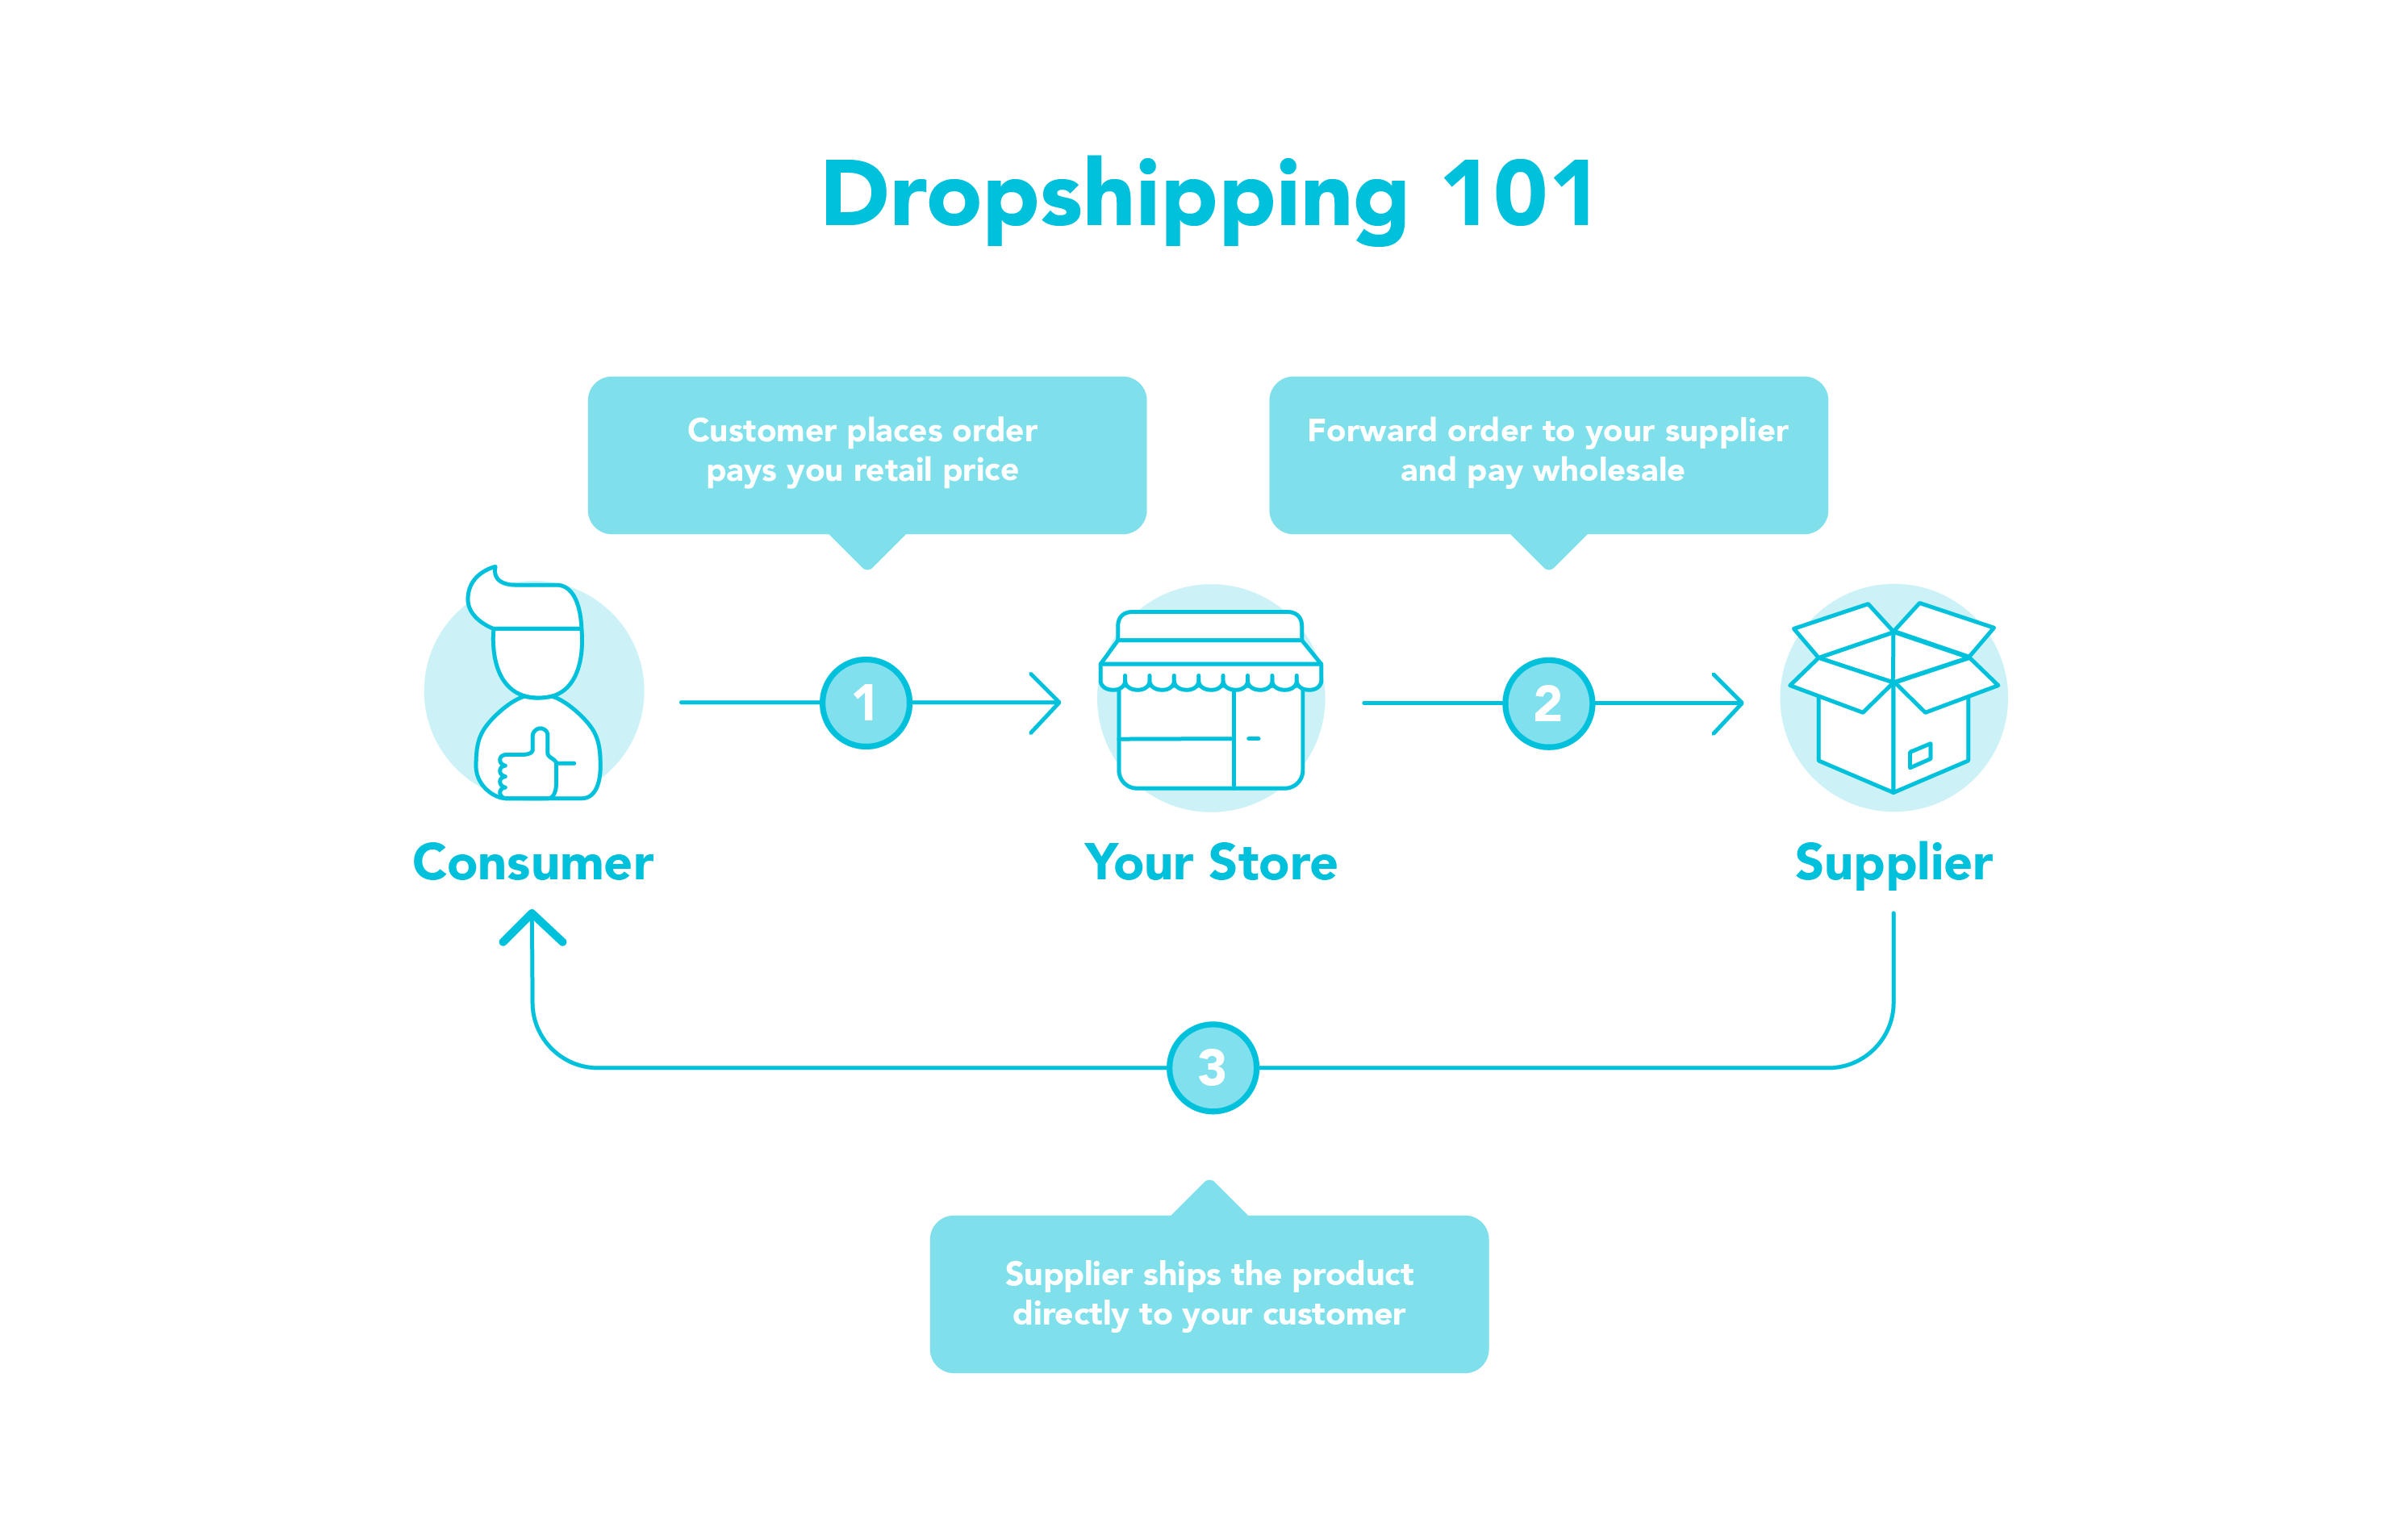 Dropshipping 101
Customer places order
pays you retail price
Forward order to your supplier
and pay wholesale
1
2
Consumer
Your Store
Supplier
3
Supplier ships the product
directly to your customer